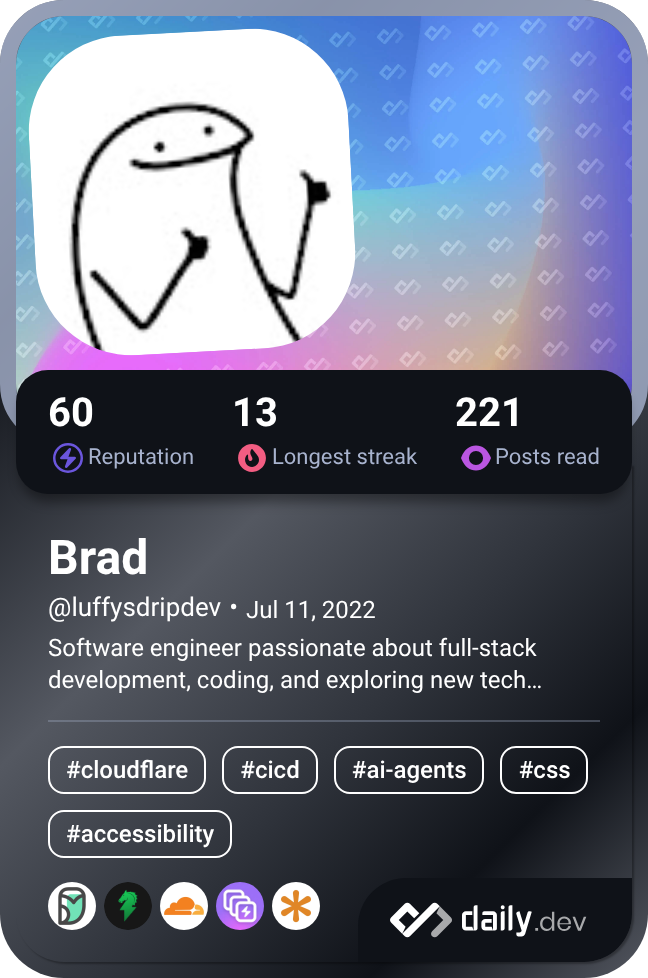 60 13 221
Reputation Longest streak Posts read
Brad
@luffysdripdev • Jul 11, 2022
Software engineer passionate about full-stack
development, coding, and exploring new tech...
#cloudflare #cicd #ai-agents #css
#accessibility
daily.dev